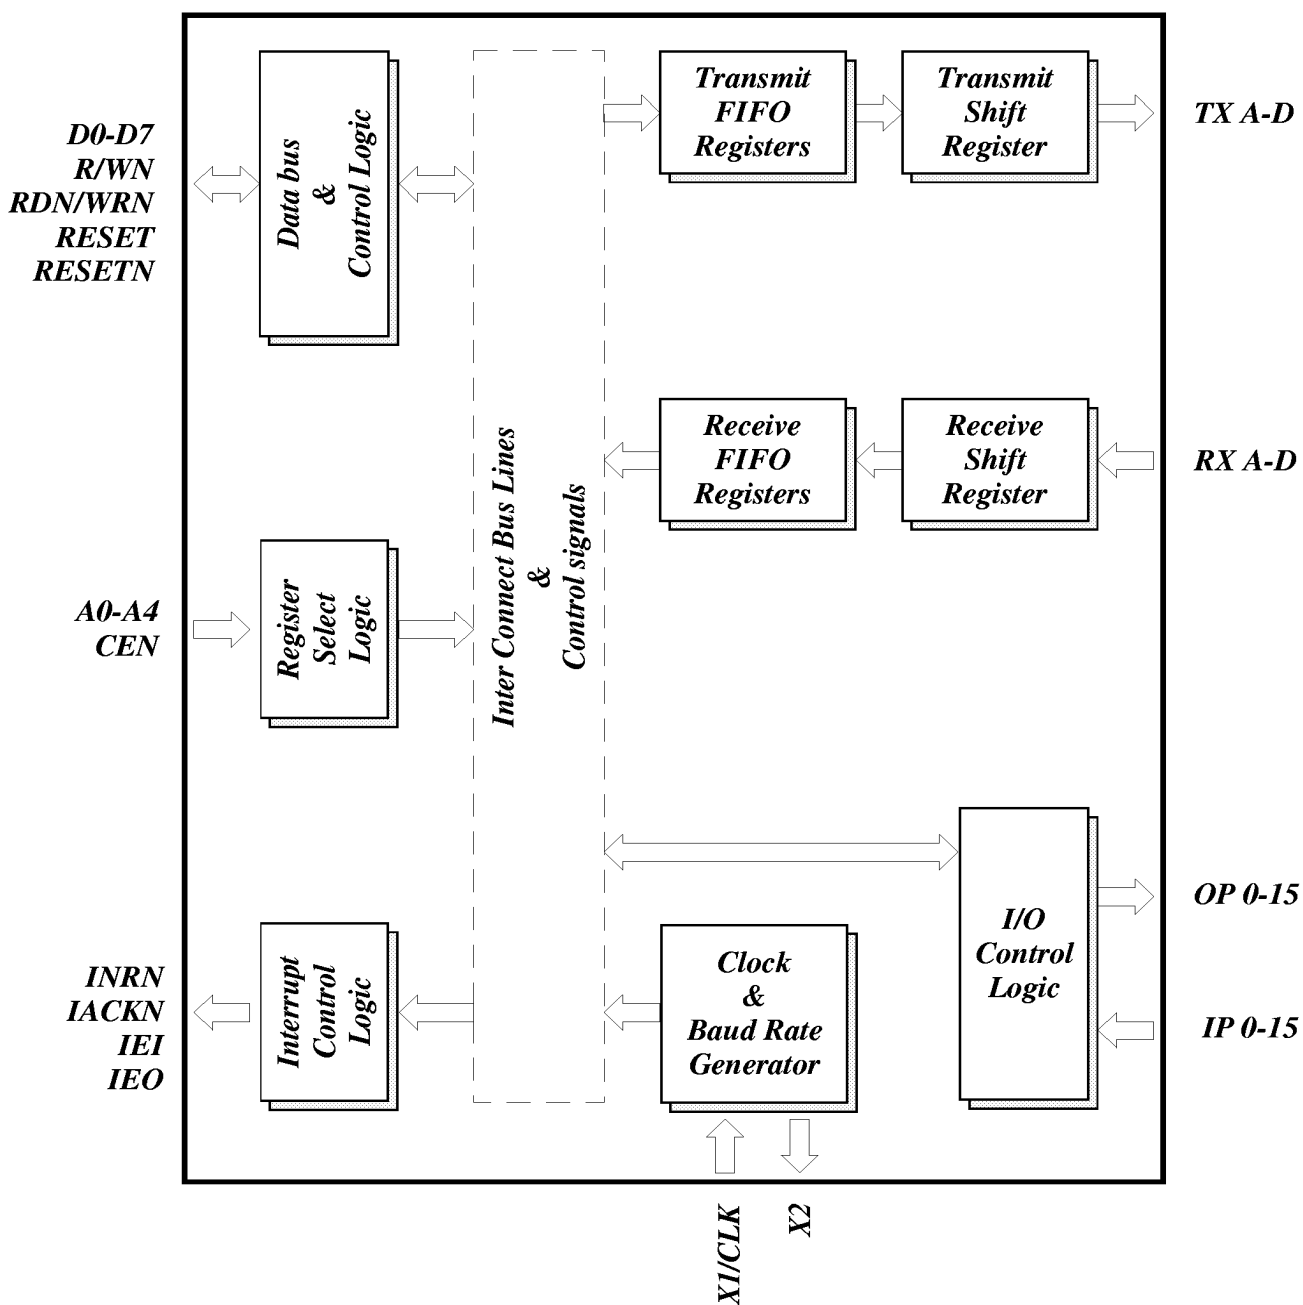 D0-D7
R/WN
RDN/WRN
RESET
RESETN
Data bus
&
Control Logic
A0-A4
CEN
Register
Select
Logic
INRN
IACKN
IEI
IEO
Interrupt
Control
Logic
Inter Connect Bus Lines
&
Control signals
Transmit
FIFO
Registers
Transmit
Shift
Register
TX A-D
Receive
FIFO
Registers
Receive
Shift
Register
RX A-D
Clock
&
Baud Rate
Generator
I/O
Control
Logic
OP 0-15
IP 0-15
X1/CLK
X2